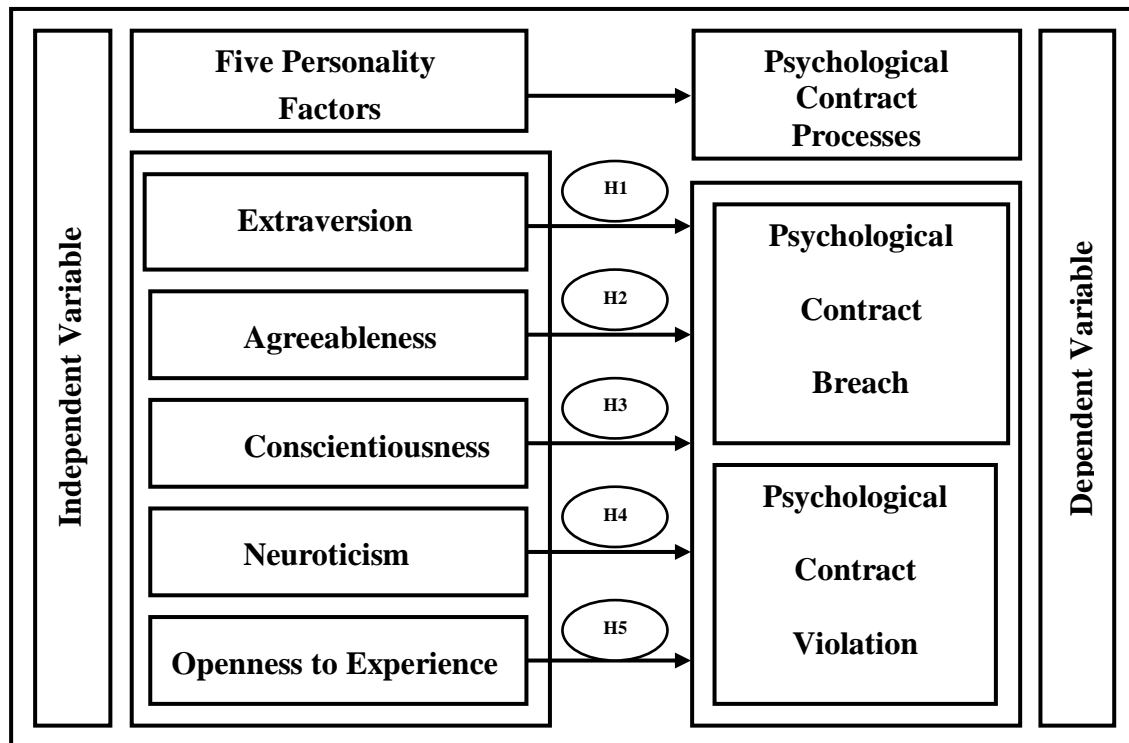 Independent Variable
Five Personality
Factors
Psychological
Contract
Processes
Extraversion
Agreeableness
Conscientiousness
Neuroticism
Openness to Experience
H1
H2
H3
H4
H5
Psychological
Contract
Breach
Psychological
Contract
Violation
Dependent Variable